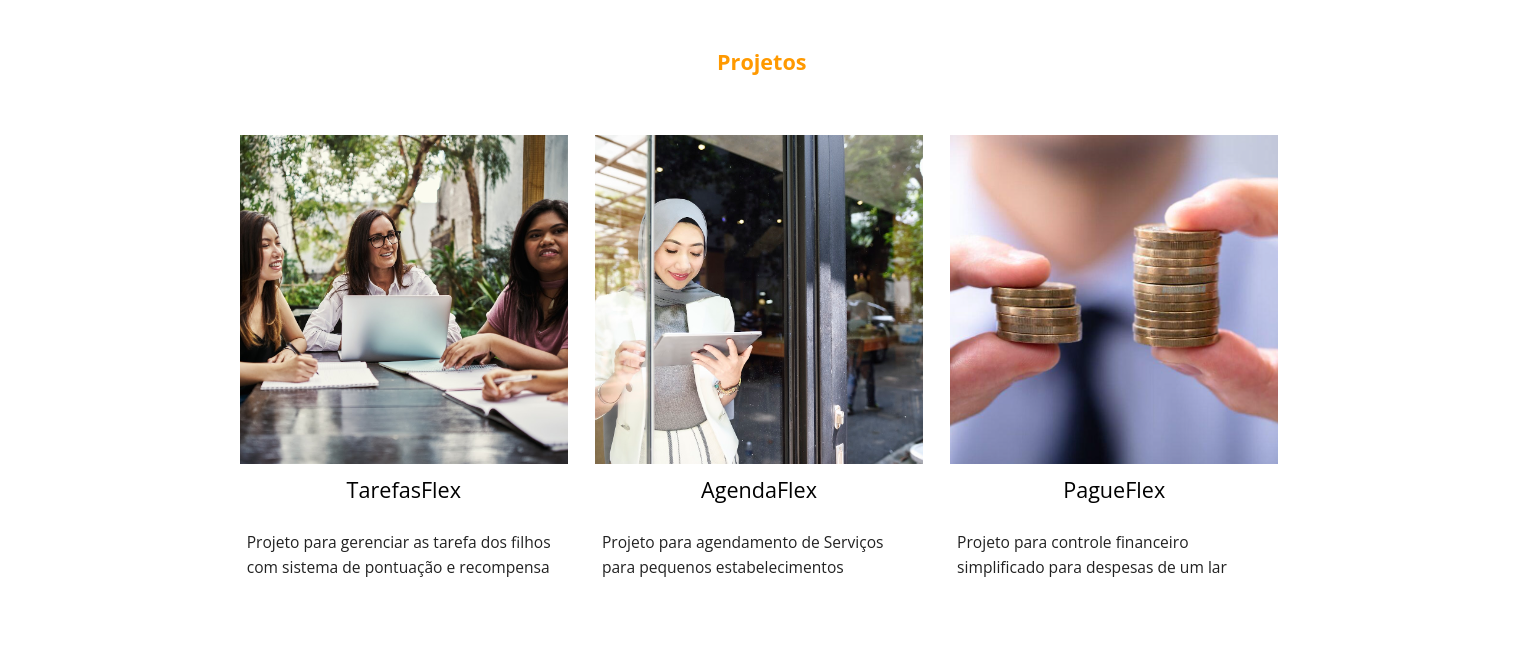 Projetos
TarefasFlex
AgendaFlex
PagueFlex
Projeto para gerenciar as tarefa dos filhos
com sistema de pontuação e recompensa
Projeto para agendamento de Serviços
para pequenos estabelecimentos
Projeto para controle financeiro
simplificado para despesas de um lar